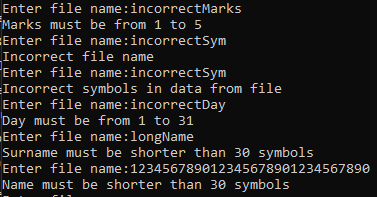 Enter file name:incorrectMarks
Marks must be from 1 to 5
Enter file name:incorrectSym
Incorrect file name
Enter file name:incorrectSym
Incorrect symbols in data from file
Enter file name:incorrectDay
Day must be from 1 to 31
Enter file name:longName
Surname must be shorter than 30 symbols
Enter file name:123456789012345678901234567890
Name must be shorter than 30 symbols